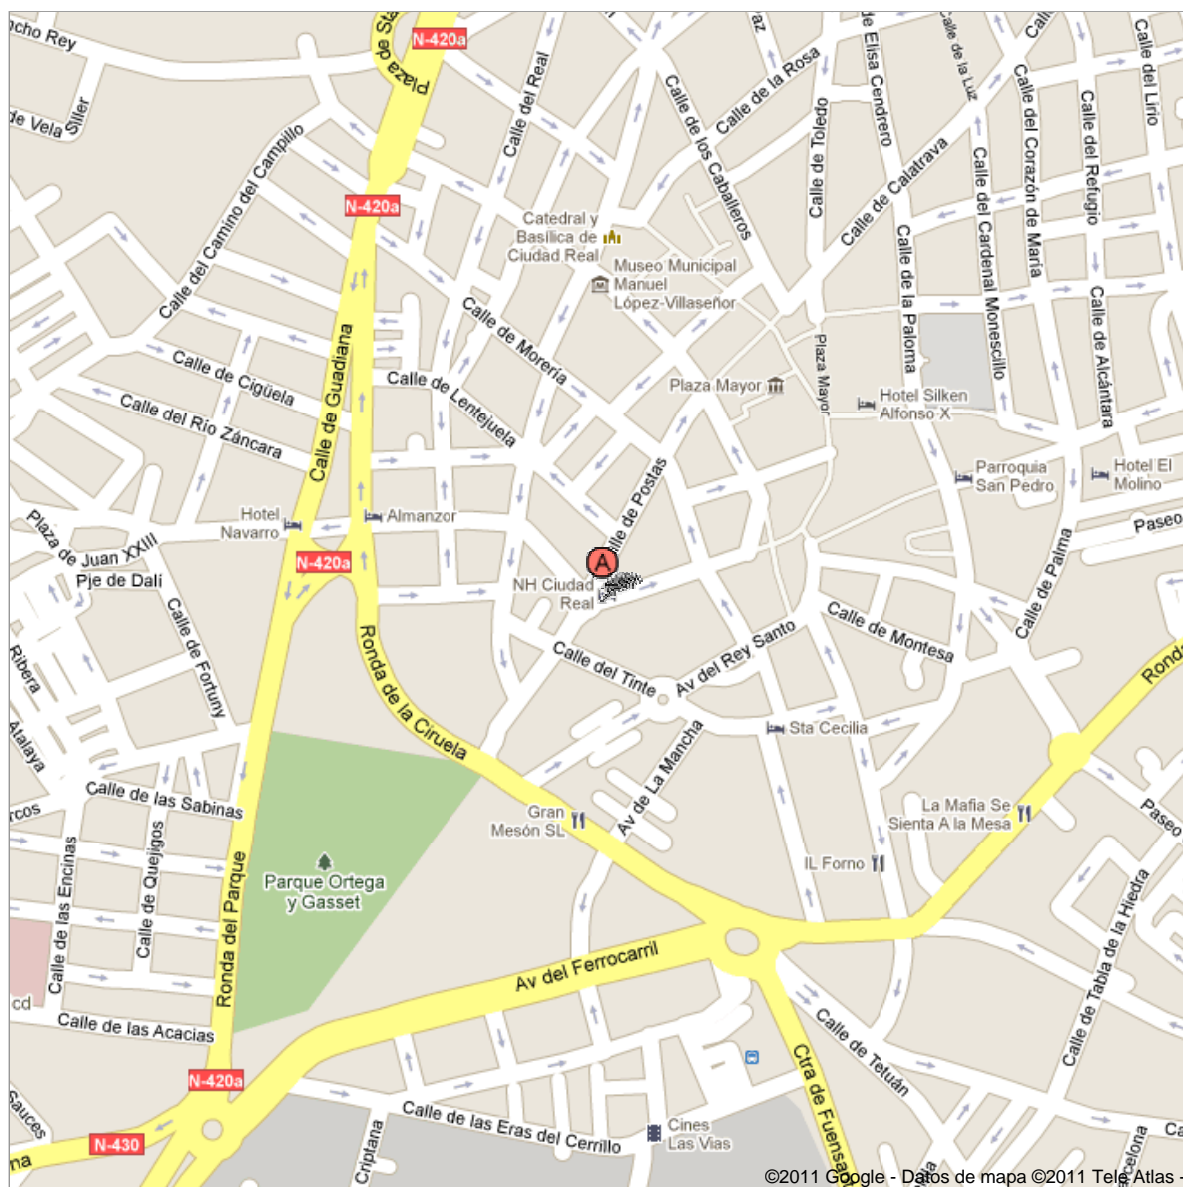 ncho Rey
Plaza de Sta
N-420a
Calle del Real
Calle de la Rosa
Calle de los Caballeros
Calle de Toledo
de Elisa Cendrero
Calle de la Luz
Calle del Corazón de María
Calle del Refugio
Calle del Lirio
de Vela
Siller
Calle del Camino del Campillo
N-420a
Calle de Calatrava
Calle del Cardenal Monescillo
Catedral y
Basílica de
Ciudad Real
Museo Municipal
Manuel
López-Villaseñor
Calle de la Paloma
Calle de Alcántara
Calle de Guadiana
Calle de Morería
Calle de Cigüela
Calle de Lentejuela
Calle del Río Záncara
Plaza Mayor
Plaza Mayor
Hotel Silken
Alfonso X
Parroquia
San Pedro
Hotel El
Molino
Paseo
Calle de Postas
Hotel
Navarro
Almanzor
Plaza de Juan XXIII
Pje de Dalí
N-420a
A
NH Ciudad
Real
Calle de Palma
Calle de Fortuny
Ribera
Atalaya
Ronda de la Ciruela
Calle del Tinte
Av del Rey Santo
Calle de Montesa
Ronda
Sta Cecilia
Av de La Mancha
Calle de las Sabinas
rcos
Gran
Mesón SL
La Mafia Se
Sienta A la Mesa
Paseo
IL Forno
Parque Ortega
y Gasset
Calle de las Encinas
Calle de Quejigos
Ronda del Parque
Av del Ferrocarril
Calle de Tabla de la Hiedra
cd
Calle de las Acacias
Calle de Tetuán
Ctra de Fuensant
N-420a
Sauces
Calle de las Eras del Cerrillo
Criptana
Cines
Las Vias
N-430
na
Ca
rcelona
©2011 Google - Datos de mapa ©2011 Tele Atlas -